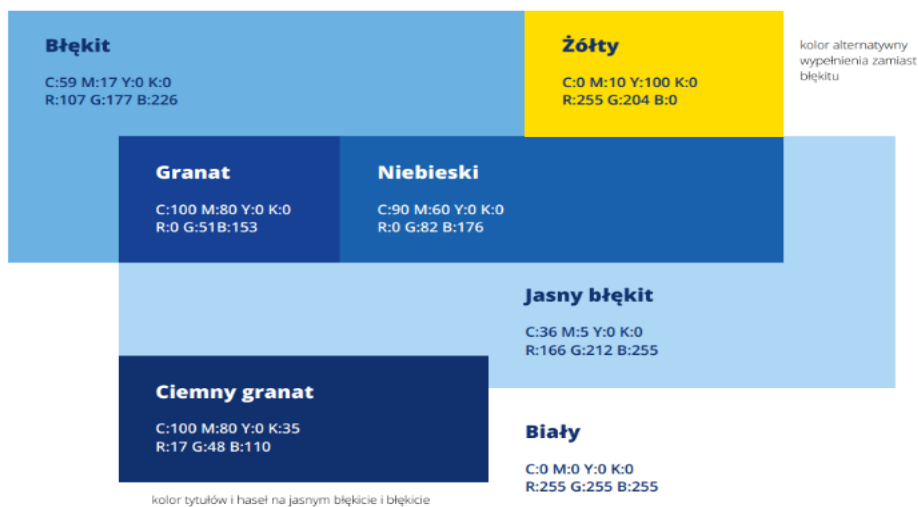 Błękit
C:59 M:17 Y:0 K:0
R:107 G:177 B:226
Żółty
C:0 M:10 Y:100 K:0
R:255 G:204 B:0
kolor alternatywny
wypełnienia zamiast
błękitu
Granat
C:100 M:80 Y:0 K:0
R:0 G:51B:153
Niebieski
C:90 M:60 Y:0 K:0
R:0 G:82 B:176
Jasny błękit
C:36 M:5 Y:0 K:0
R:166 G:212 B:255
Ciemny granat
C:100 M:80 Y:0 K:35
R:17 G:48 B:110
Biały
C:0 M:0 Y:0 K:0
R:255 G:255 B:255
kolor tytułów i haseł na jasnym błękicie i błękicie